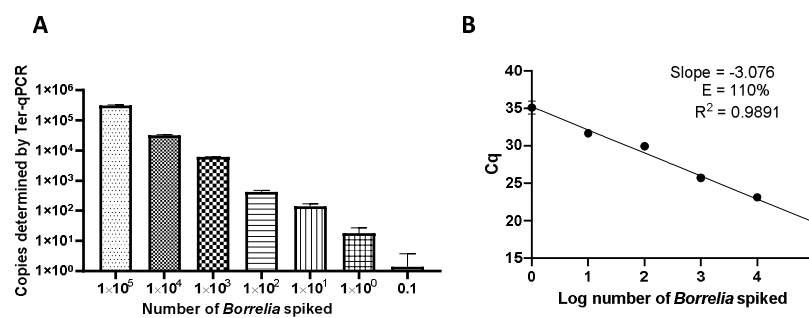 A
Copies determined by Ter-qPCR
1×10⁶
1×10⁵
1×10⁴
1×10³
1×10²
1×10¹
1×10⁰
1×10⁵ 1×10⁴ 1×10³ 1×10² 1×10¹ 1×10⁰ 0.1
Number of Borrelia spiked
B
Slope = -3.076
E = 110%
R² = 0.9891
Cq
40
35
30
25
20
15
0 1 2 3 4
Log number of Borrelia spiked